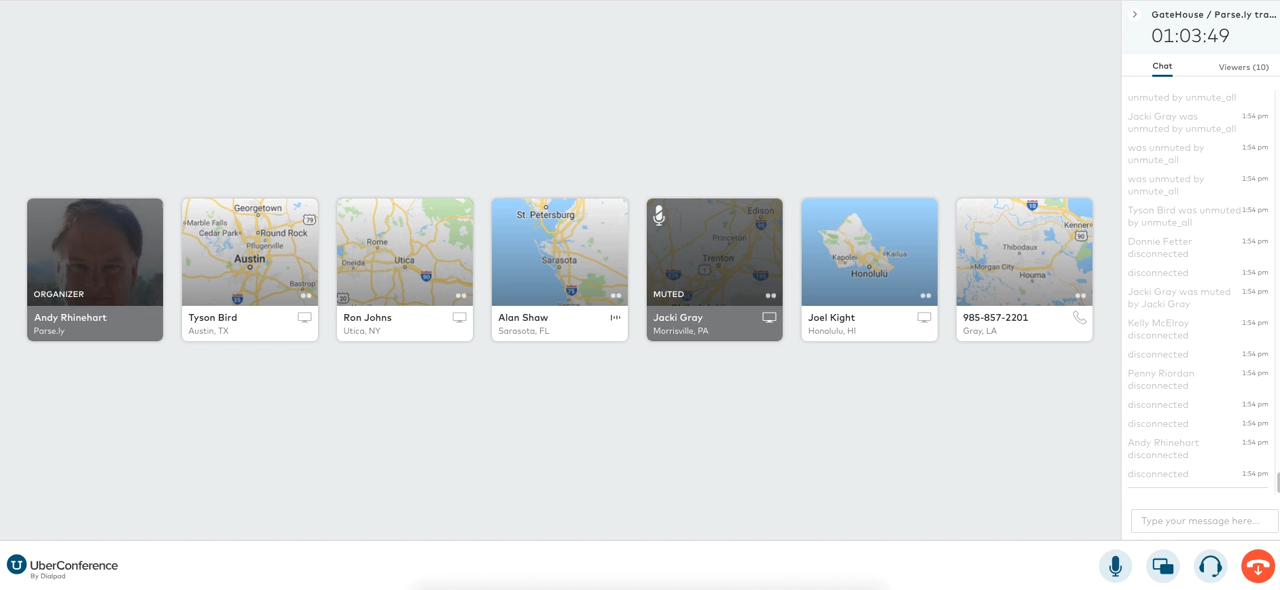 GateHouse / Parse.ly tra...
01:03:49
Chat
Viewers (10)
unmuted by unmute_all
Jacki Gray was 1:54 pm
unmuted by unmute_all
was unmuted by 1:54 pm
unmute_all
was unmuted by 1:54 pm
unmute_all
Tyson Bird was unmuted 1:54 pm
by unmute_all
Donnie Fetter 1:54 pm
disconnected
disconnected 1:54 pm
Jacki Gray was muted 1:54 pm
by Jacki Gray
Kelly McElroy 1:54 pm
disconnected
disconnected 1:54 pm
Penny Riordan 1:54 pm
disconnected
disconnected 1:54 pm
disconnected 1:54 pm
Andy Rhinehart 1:54 pm
disconnected
disconnected 1:54 pm
Type your message here...
ORGANIZER
Andy Rhinehart
Parse.ly
Georgetown
79
Marble Falls
Cedar Park
Round Rock
Pflugerville
Austin
Bastrop
35
Tyson Bird
Austin, TX
Rome
Oneida
Utica
90
20
Ron Johns
Utica, NY
St. Petersburg
Sarasota
75
Alan Shaw
Sarasota, FL
Edison
Princeton
Trenton
1
MUTED
Jacki Gray
Morrisville, PA
Kapolei
Kailua
Honolulu
Joel Kight
Honolulu, HI
10
Kenner
90
Thibodaux
Morgan City
Houma
985-857-2201
Gray, LA
U
UberConference
By Dialpad